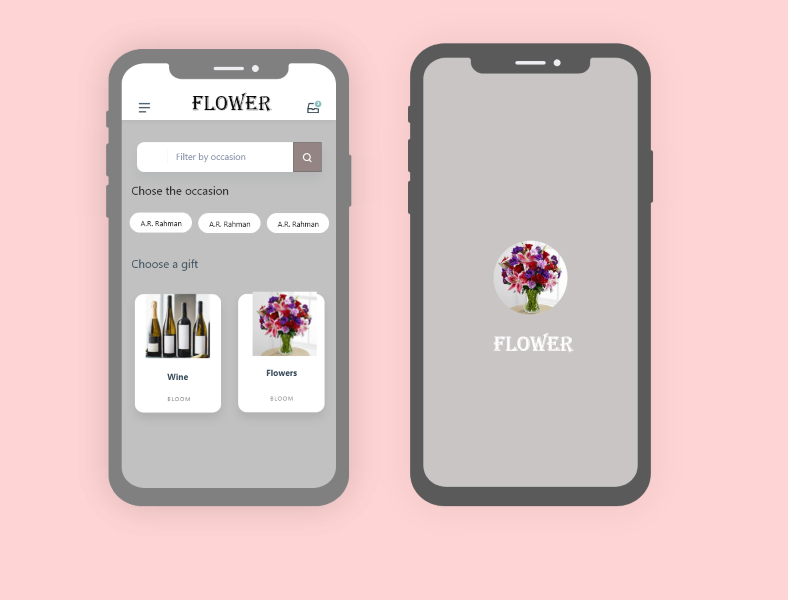 FLOWER
Filter by occasion
Chose the occasion
A.R. Rahman A.R. Rahman A.R. Rahman
Choose a gift
Wine
BLOOM
Flowers
BLOOM
FLOWER